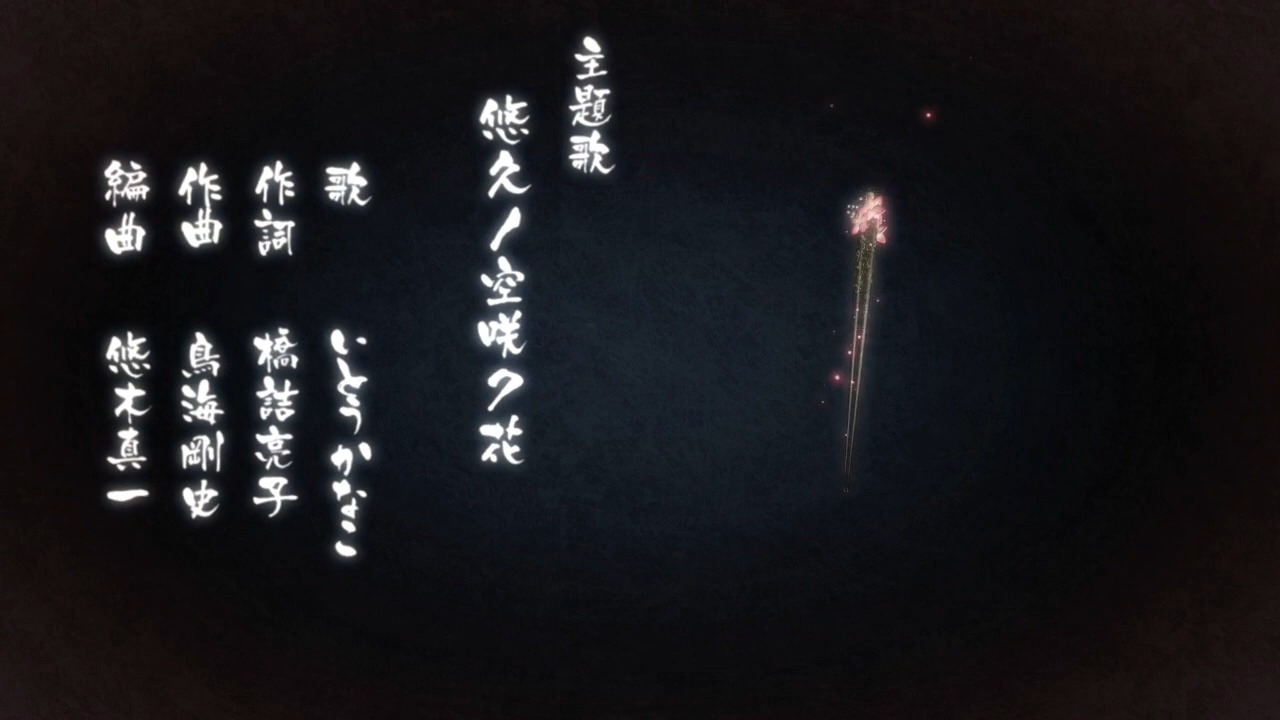 主題歌
悠久ノ空咲ク花
歌 いとうかなこ
作詞 橋詰亮子
作曲 鳥海剛史
編曲 悠木真一